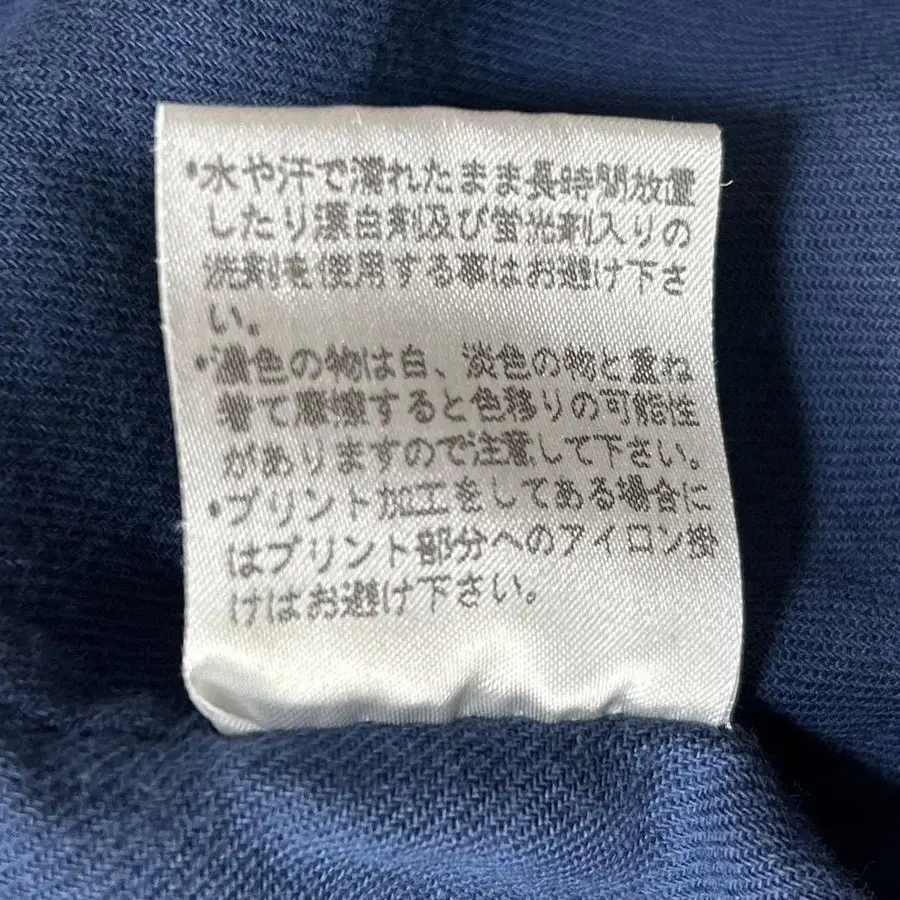 ・水や汗で濡れたまま長時間放置
したり漂白剤及び蛍光剤入りの
洗剤を使用する事はお避け下さ
い。
・濃色の物は白、淡色の物と重ね
着て摩擦すると色移りの可能性
がありますので注意して下さい。
・プリント加工をしてある場合に
はプリント部分へのアイロン掛
けはお避け下さい。